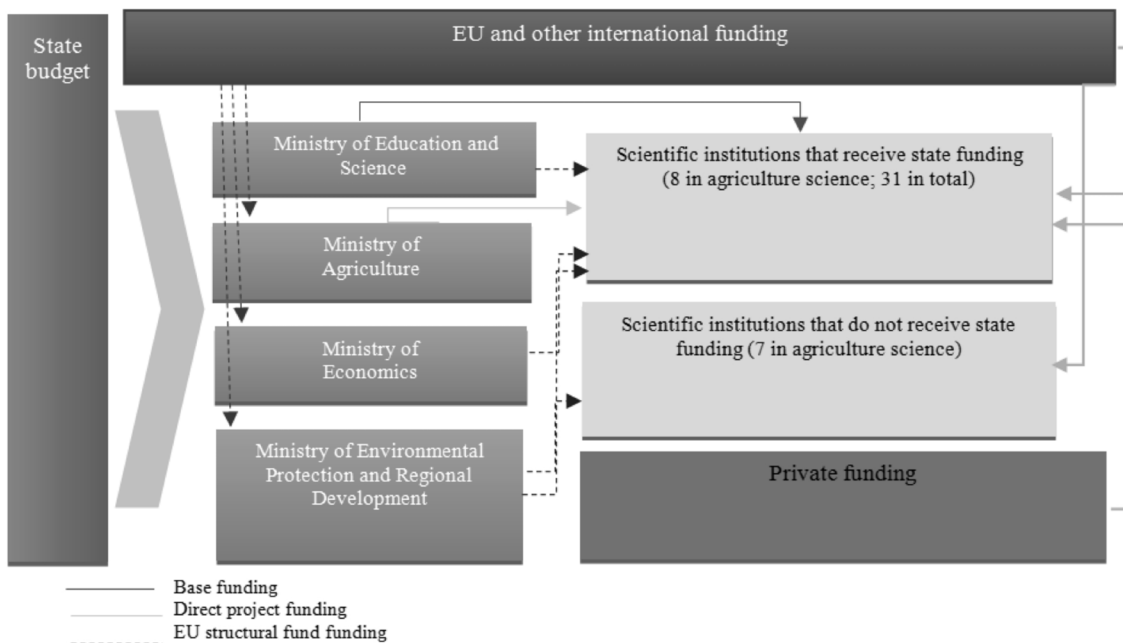 State
budget
EU and other international funding
Ministry of Education and
Science
Scientific institutions that receive state funding
(8 in agriculture science; 31 in total)
Ministry of
Agriculture
Scientific institutions that do not receive state
funding (7 in agriculture science)
Ministry of
Economics
Ministry of Environmental
Protection and Regional
Development
Private funding
Base funding
Direct project funding
EU structural fund funding